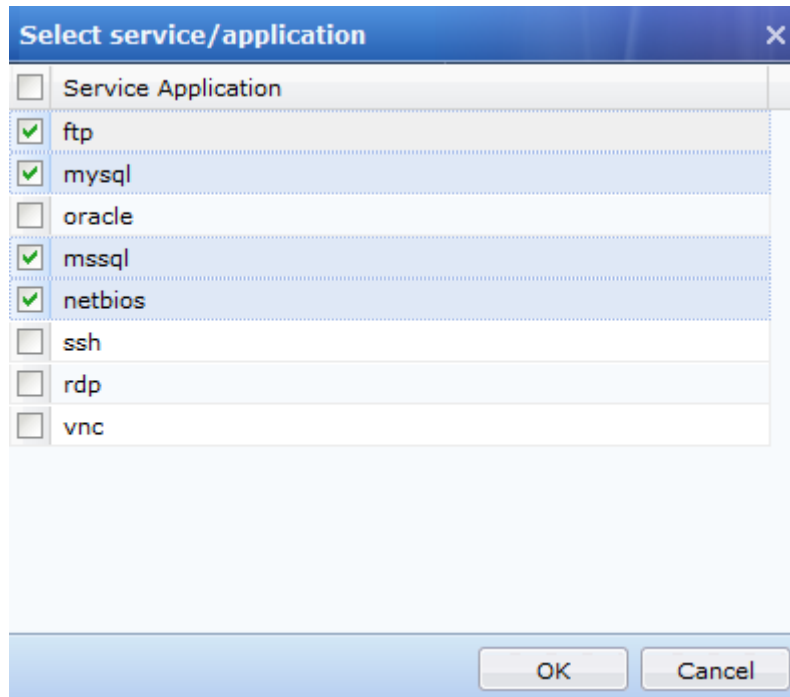 Select service/application
Service Application
ftp
mysql
oracle
mssql
netbios
ssh
rdp
vnc
OK Cancel